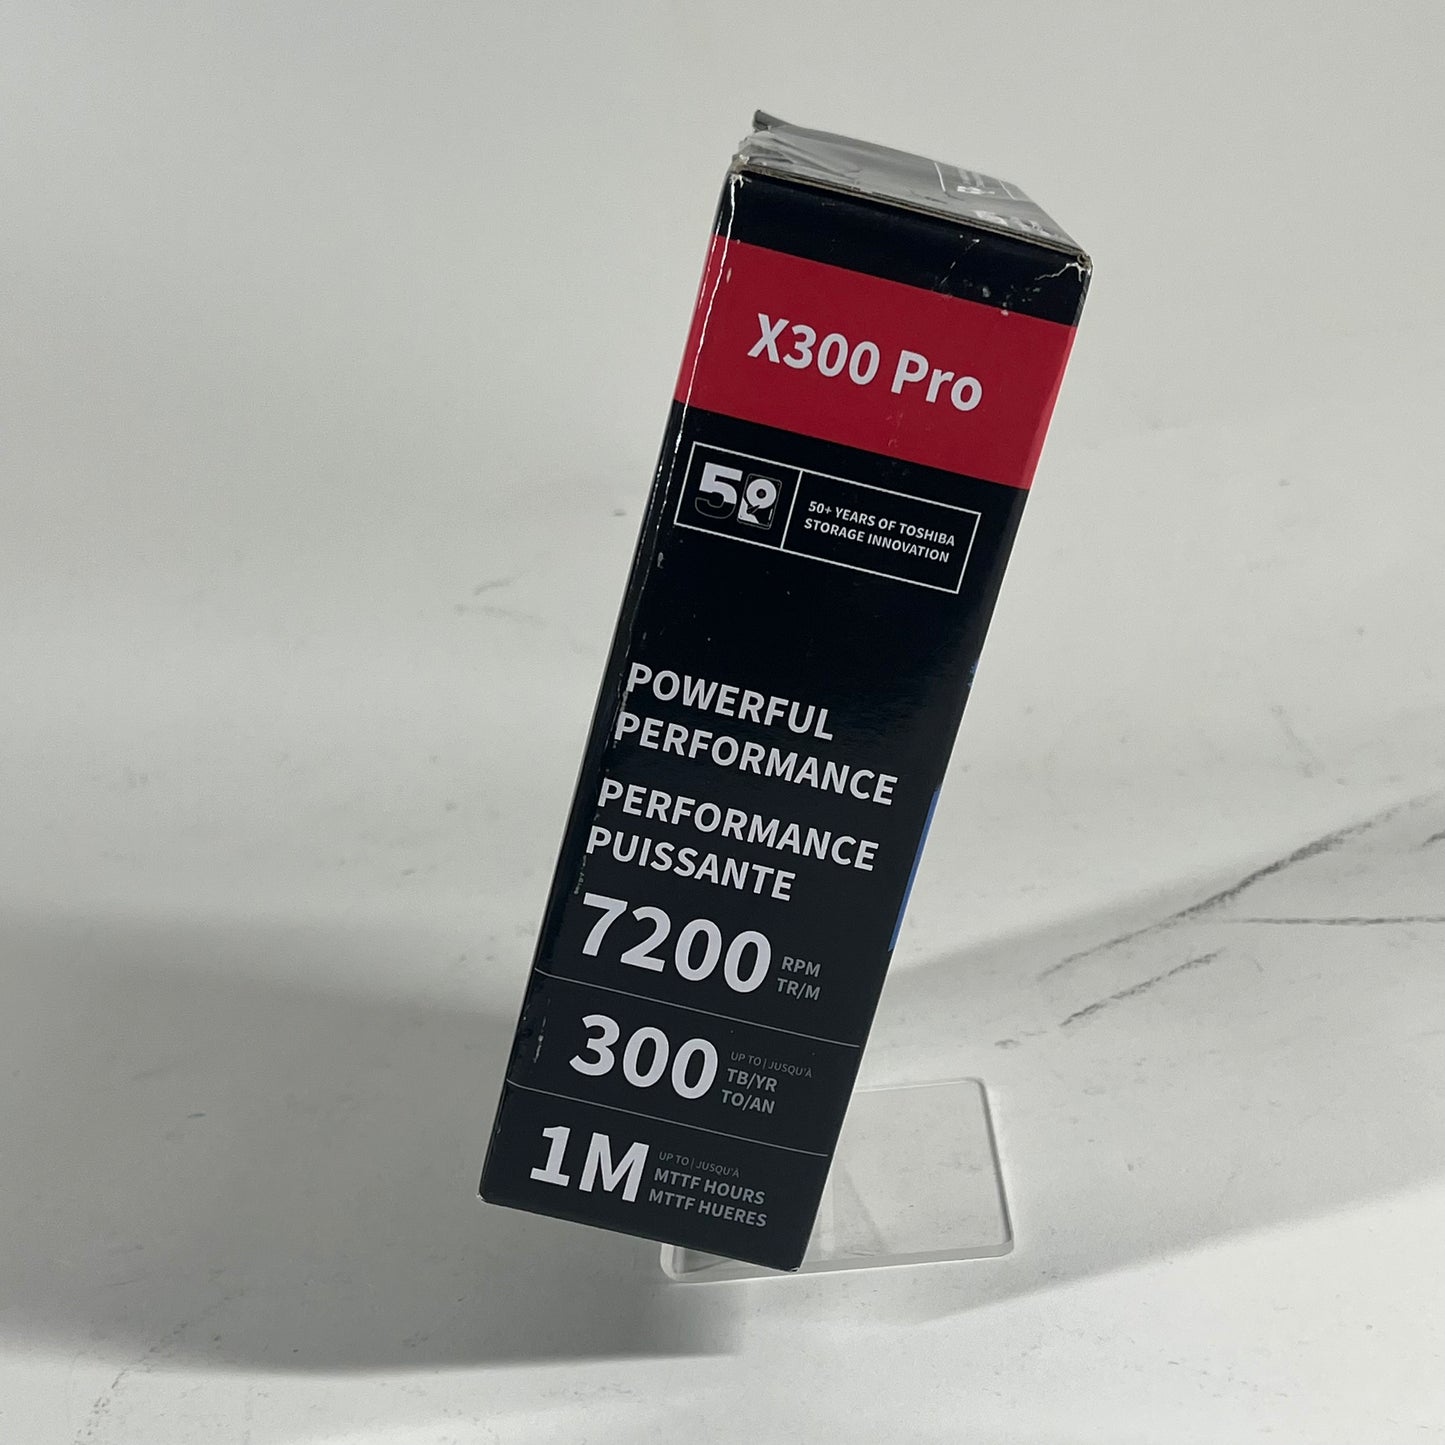 X300 Pro
50
50+ YEARS OF TOSHIBA
STORAGE INNOVATION
POWERFUL
PERFORMANCE
PERFORMANCE
PUISSANTE
7200 RPM
TR/M
300 UP TO | JUSQU'À
TB/YR
TO/AN
1M UP TO | JUSQU'À
MTTF HOURS
MTTF HUERES